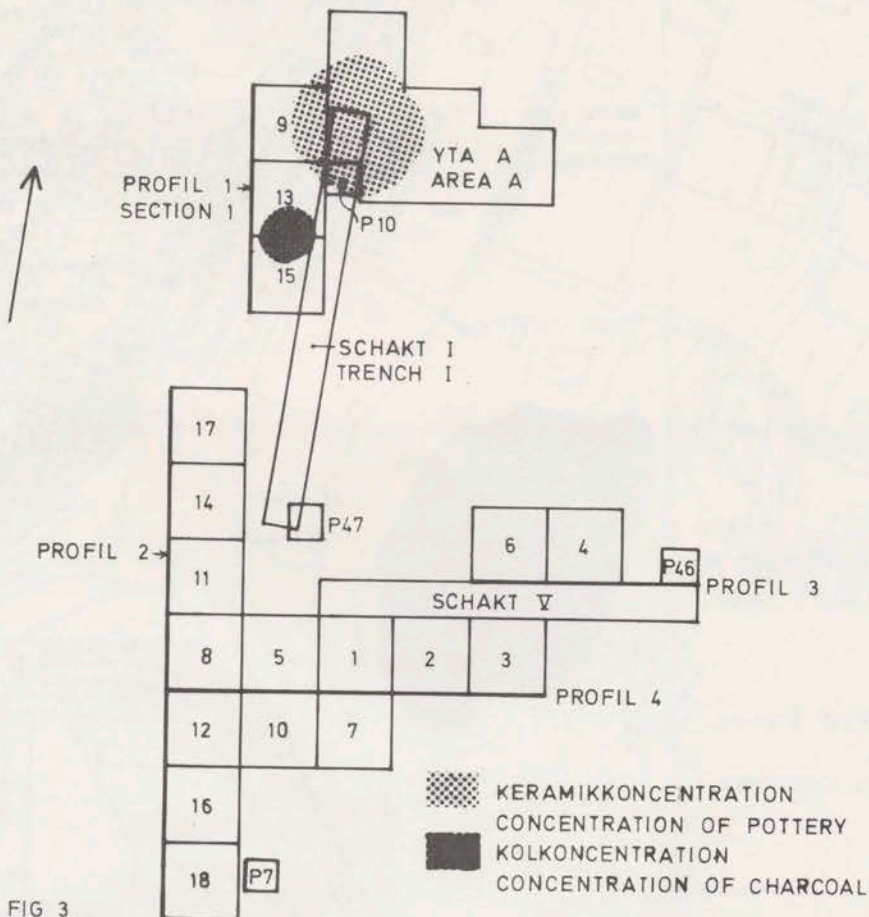 9
YTA A
AREA A
PROFIL 1
SECTION 1
13
P10
15
SCHAKT I
TRENCH I
17
14
P47
PROFIL 2
11
6
4
P46
PROFIL 3
SCHAKT V
8
5
1
2
3
PROFIL 4
12
10
7
16
18
P7
KERAMIKKONCENTRATION
CONCENTRATION OF POTTERY
KOLKONCENTRATION
CONCENTRATION OF CHARCOAL
FIG 3